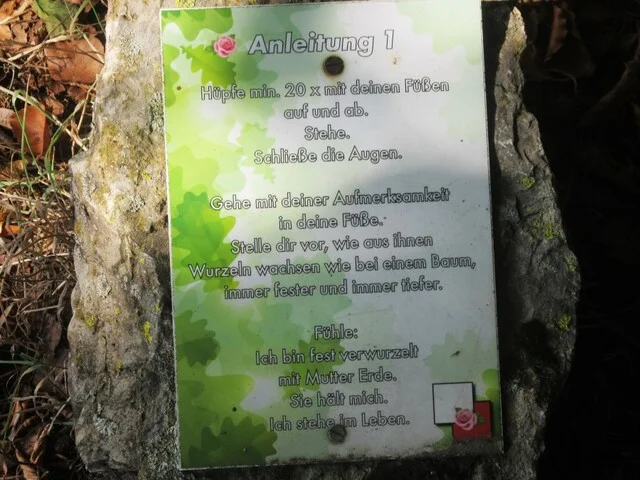 Anleitung 1
Hüpfe min. 20 x mit deinen Füßen
auf und ab.
Stehe.
Schließe die Augen.
Gehe mit deiner Aufmerksamkeit
in deine Füße.
Stelle dir vor, wie aus ihnen
Wurzeln wachsen wie bei einem Baum,
immer fester und immer tiefer.
Fühle:
Ich bin fest verwurzelt
mit Mutter Erde.
Sie hält mich.
Ich stehe im Leben.